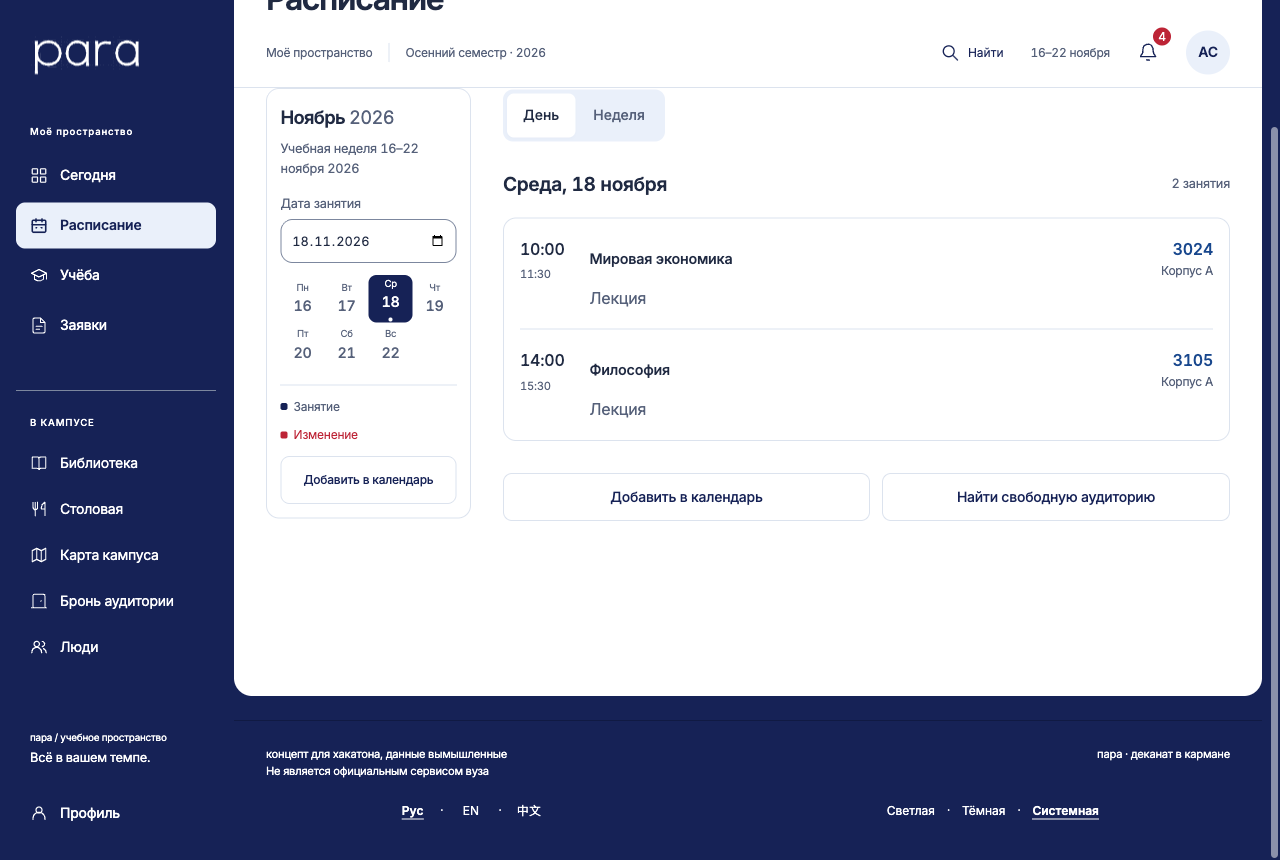 para
Моё пространство
Сегодня
Расписание
Учёба
Заявки
В КАМПУСЕ
Библиотека
Столовая
Карта кампуса
Бронь аудитории
Люди
пара / учебное пространство
Всё в вашем темпе.
Профиль
Расписание
Моё пространство
Осенний семестр · 2026
Найти
16–22 ноября
4
АС
Ноябрь 2026
Учебная неделя 16–22
ноября 2026
Дата занятия
18.11.2026
Пн Вт Ср Чт
16 17 18 19
Пт Сб Вс
20 21 22
Занятие
Изменение
Добавить в календарь
День Неделя
Среда, 18 ноября
2 занятия
10:00
11:30
Мировая экономика
Лекция
3024
Корпус А
14:00
15:30
Философия
Лекция
3105
Корпус А
Добавить в календарь
Найти свободную аудиторию
концепт для хакатона, данные вымышленные
Не является официальным сервисом вуза
пара · деканат в кармане
Рус · EN · 中文
Светлая · Тёмная · Системная